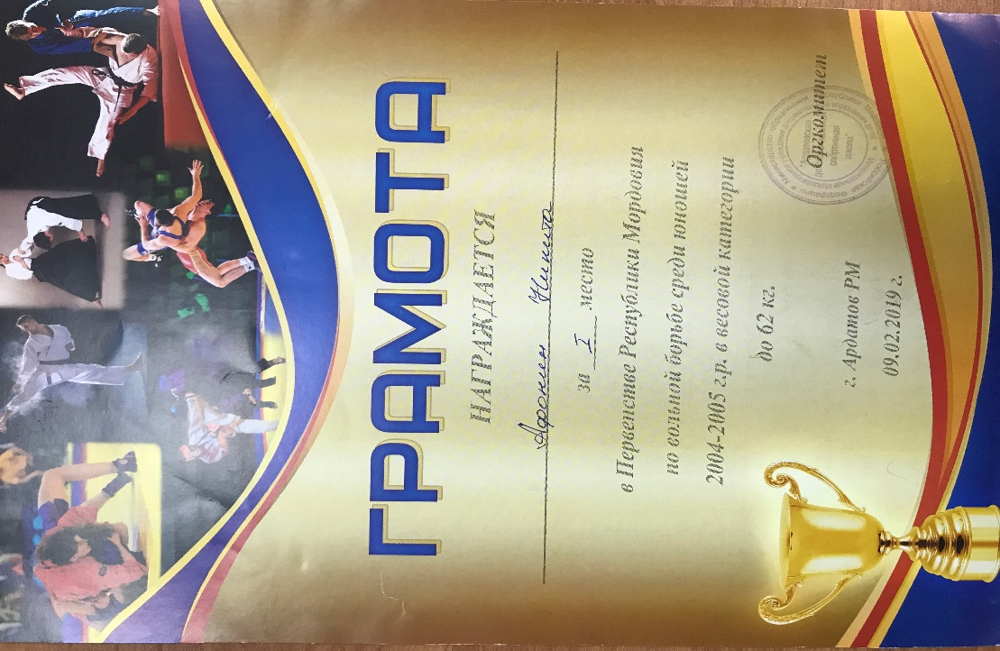 ГРАМОТА
НАГРАЖДАЕТСЯ
Афонин Никита
за I место
в Первенстве Республики Мордовия
по вольной борьбе среди юношей
2004-2005 г.р. в весовой категории
до 62 кг.
Оргкомитет
г. Ардатов РМ
09.02.2019 г.